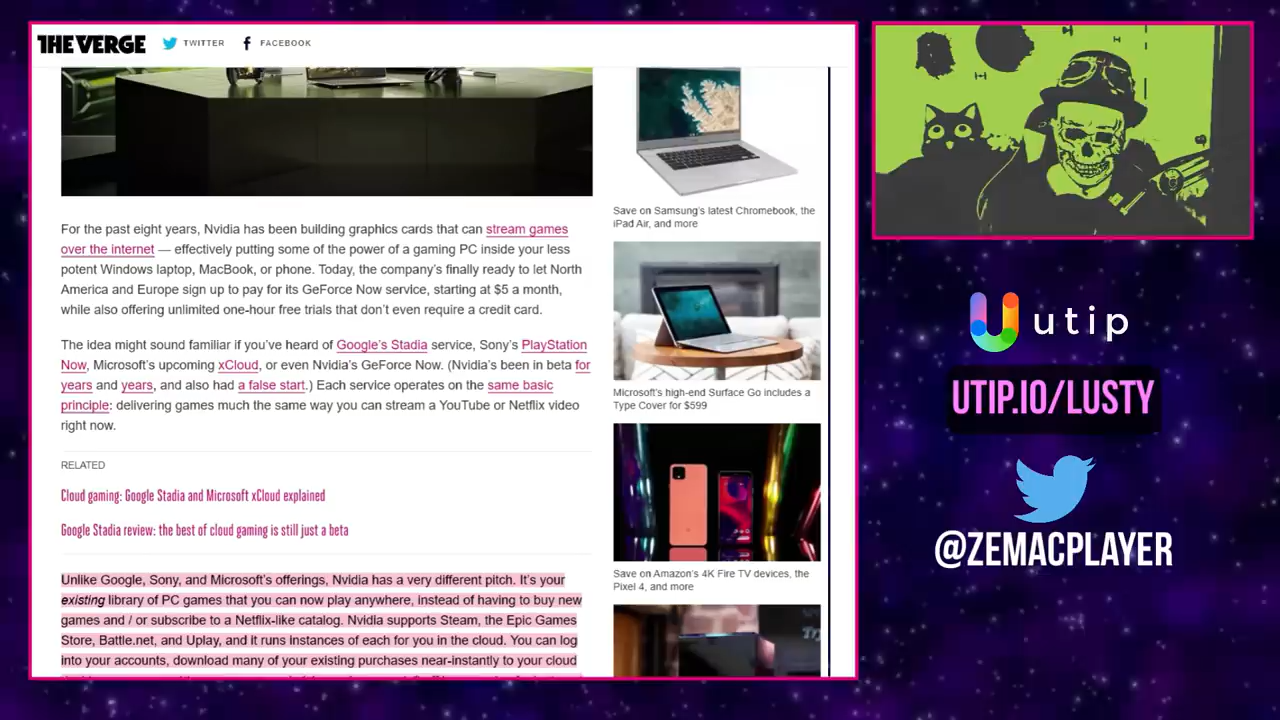 THE VERGE
TWITTER
FACEBOOK
For the past eight years, Nvidia has been building graphics cards that can stream games
over the internet — effectively putting some of the power of a gaming PC inside your less
potent Windows laptop, MacBook, or phone. Today, the company's finally ready to let North
America and Europe sign up to pay for its GeForce Now service, starting at $5 a month,
while also offering unlimited one-hour free trials that don't even require a credit card.
The idea might sound familiar if you've heard of Google's Stadia service, Sony's PlayStation
Now, Microsoft's upcoming xCloud, or even Nvidia's GeForce Now. (Nvidia's been in beta for
years and years, and also had a false start.) Each service operates on the same basic
principle: delivering games much the same way you can stream a YouTube or Netflix video
right now.
RELATED
Cloud gaming: Google Stadia and Microsoft xCloud explained
Google Stadia review: the best of cloud gaming is still just a beta
Unlike Google, Sony, and Microsoft's offerings, Nvidia has a very different pitch. It's your
existing library of PC games that you can now play anywhere, instead of having to buy new
games and / or subscribe to a Netflix-like catalog. Nvidia supports Steam, the Epic Games
Store, Battle.net, and Uplay, and it runs instances of each for you in the cloud. You can log
into your accounts, download many of your existing purchases near-instantly to your cloud
Save on Samsung's latest Chromebook, the
iPad Air, and more
Microsoft's high-end Surface Go includes a
Type Cover for $599
Save on Amazon's 4K Fire TV devices, the
Pixel 4, and more
utip
UTIP.IO/LUSTY
@ZEMACPLAYER